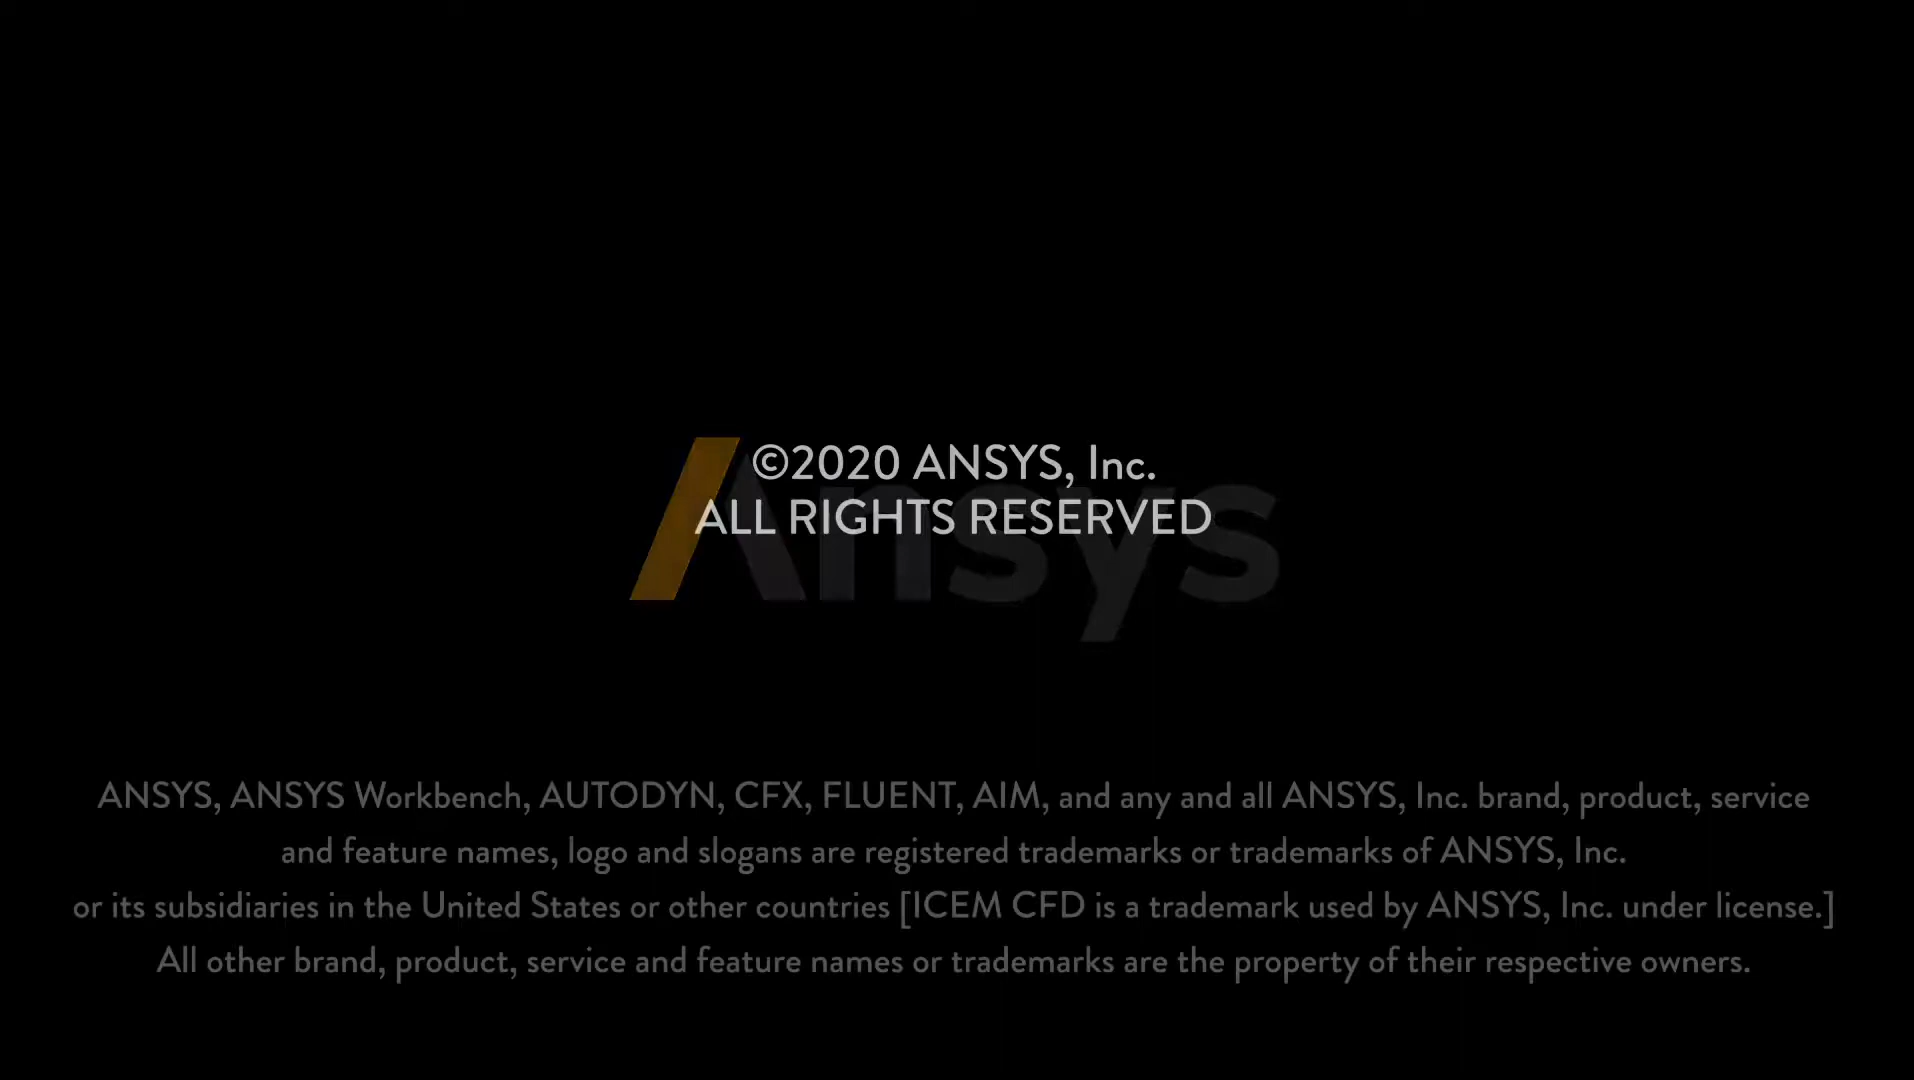 ©2020 ANSYS, Inc.
ALL RIGHTS RESERVED
Ansys
ANSYS, ANSYS Workbench, AUTODYN, CFX, FLUENT, AIM, and any and all ANSYS, Inc. brand, product, service
and feature names, logo and slogans are registered trademarks or trademarks of ANSYS, Inc.
or its subsidiaries in the United States or other countries [ICEM CFD is a trademark used by ANSYS, Inc. under license.]
All other brand, product, service and feature names or trademarks are the property of their respective owners.